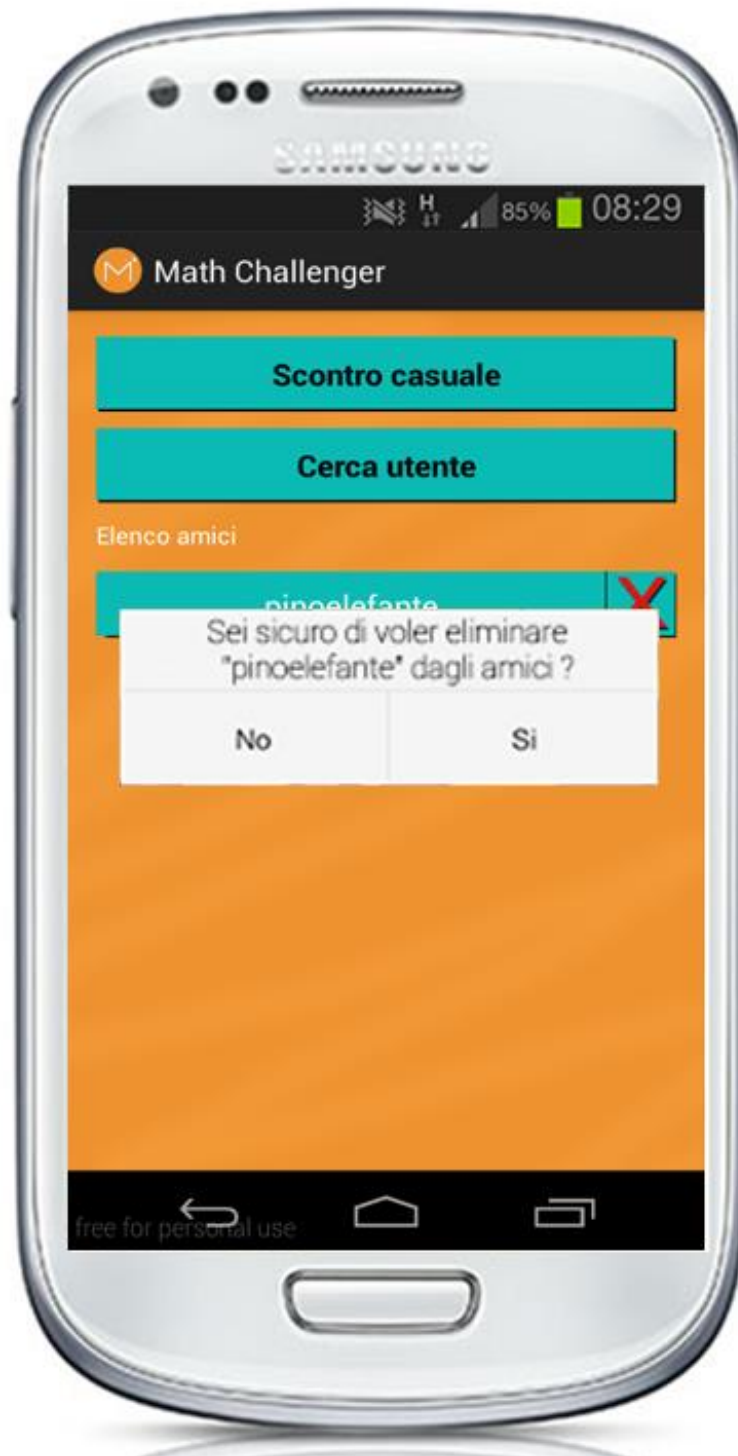 SAMSUNG
H
85% 08:29
Math Challenger
Scontro casuale
Cerca utente
Elenco amici
pinoelefante X
Sei sicuro di voler eliminare
"pinoelefante" dagli amici ?
No Si
free for personal use